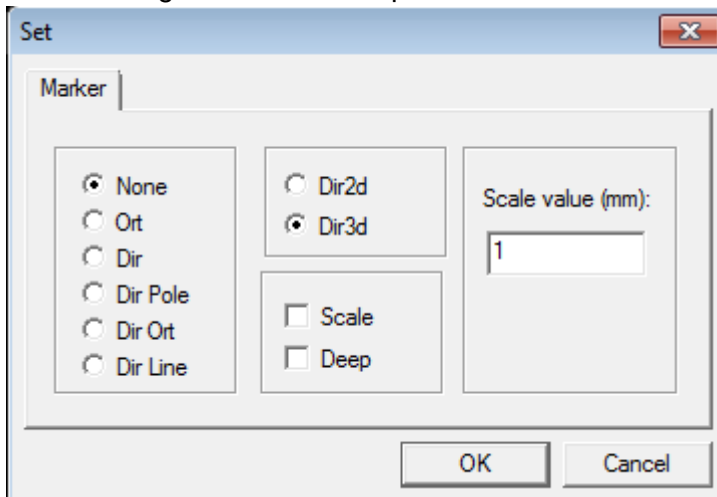 Set
Marker
None
Ort
Dir
Dir Pole
Dir Ort
Dir Line
Dir2d
Dir3d
Scale
Deep
Scale value (mm):
1
OK
Cancel